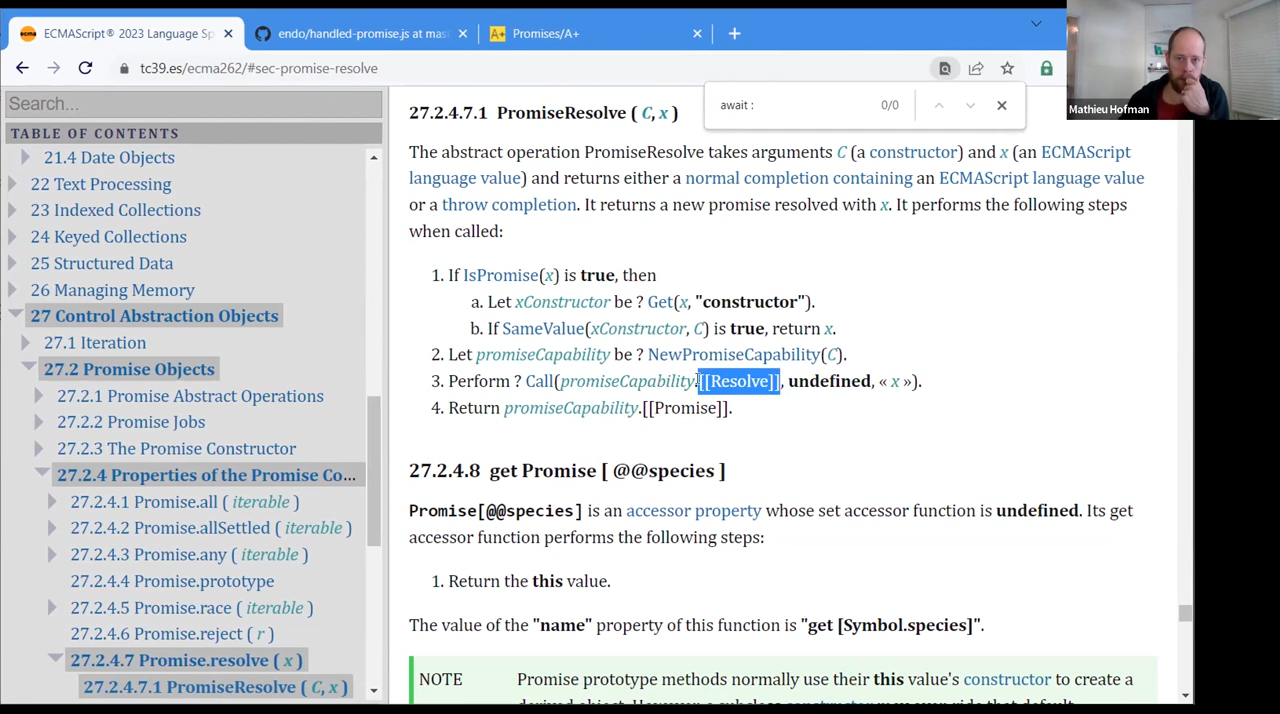 ECMAScript® 2023 Language Sp
endo/handled-promise.js at mas
A+ Promises/A+
tc39.es/ecma262/#sec-promise-resolve
await : 0/0
Mathieu Hofman
Search...
TABLE OF CONTENTS
21.4 Date Objects
22 Text Processing
23 Indexed Collections
24 Keyed Collections
25 Structured Data
26 Managing Memory
27 Control Abstraction Objects
27.1 Iteration
27.2 Promise Objects
27.2.1 Promise Abstract Operations
27.2.2 Promise Jobs
27.2.3 The Promise Constructor
27.2.4 Properties of the Promise Co...
27.2.4.1 Promise.all ( iterable )
27.2.4.2 Promise.allSettled ( iterable )
27.2.4.3 Promise.any ( iterable )
27.2.4.4 Promise.prototype
27.2.4.5 Promise.race ( iterable )
27.2.4.6 Promise.reject ( r )
27.2.4.7 Promise.resolve ( x )
27.2.4.7.1 PromiseResolve ( C, x )
27.2.4.7.1 PromiseResolve ( C, x )
The abstract operation PromiseResolve takes arguments C (a constructor) and x (an ECMAScript
language value) and returns either a normal completion containing an ECMAScript language value
or a throw completion. It returns a new promise resolved with x. It performs the following steps
when called:
1. If IsPromise(x) is true, then
a. Let xConstructor be ? Get(x, "constructor").
b. If SameValue(xConstructor, C) is true, return x.
2. Let promiseCapability be ? NewPromiseCapability(C).
3. Perform ? Call(promiseCapability.[[Resolve]], undefined, « x »).
4. Return promiseCapability.[[Promise]].
27.2.4.8 get Promise [ @@species ]
Promise[@@species] is an accessor property whose set accessor function is undefined. Its get
accessor function performs the following steps:
1. Return the this value.
The value of the "name" property of this function is "get [Symbol.species]".
NOTE Promise prototype methods normally use their this value's constructor to create a